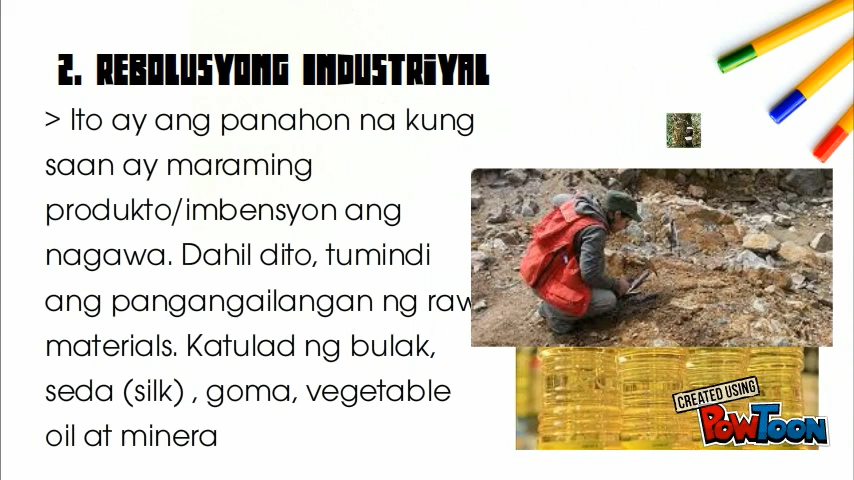 2. REBOLUSYONG INDUSTRIYAL
> Ito ay ang panahon na kung
saan ay maraming
produkto/imbensyon ang
nagawa. Dahil dito, tumindi
ang pangangailangan ng raw
materials. Katulad ng bulak,
seda (silk) , goma, vegetable
oil at minera
CREATED USING
POWTOON